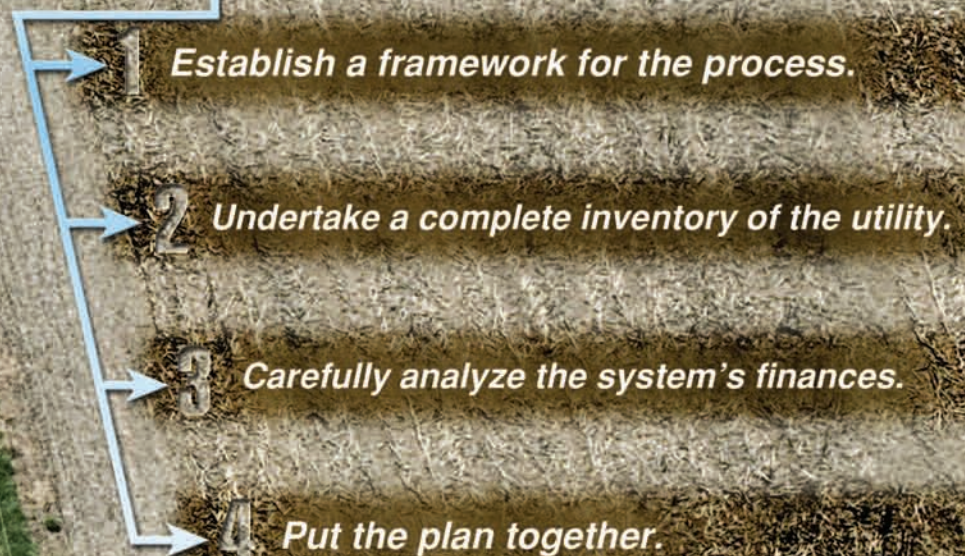 1 Establish a framework for the process.
2 Undertake a complete inventory of the utility.
3 Carefully analyze the system's finances.
4 Put the plan together.